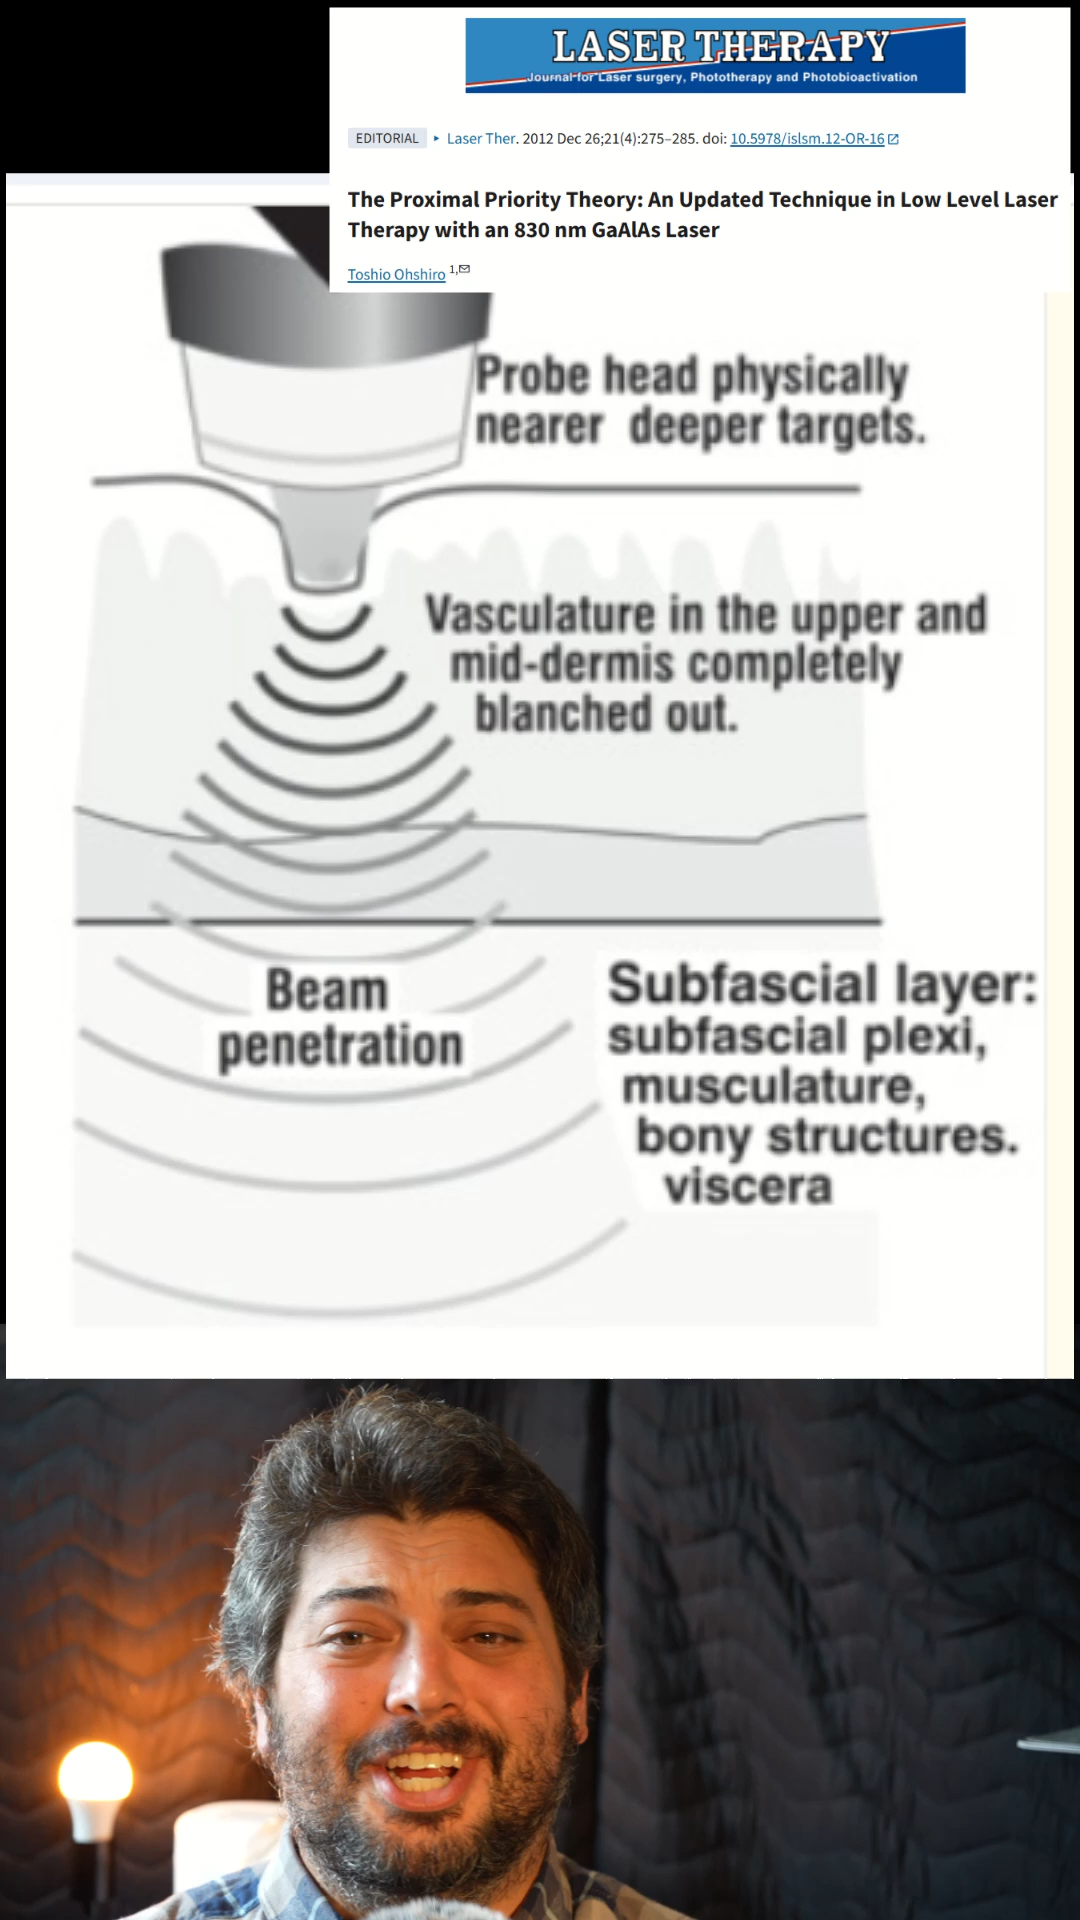 LASER THERAPY
Journal for Laser surgery, Phototherapy and Photobioactivation
EDITORIAL ▸ Laser Ther. 2012 Dec 26;21(4):275–285. doi: 10.5978/islsm.12-OR-16
The Proximal Priority Theory: An Updated Technique in Low Level Laser
Therapy with an 830 nm GaAlAs Laser
Toshio Ohshiro 1,
Probe head physically
nearer deeper targets.
Vasculature in the upper and
mid-dermis completely
blanched out.
Beam
penetration
Subfascial layer:
subfascial plexi,
musculature,
bony structures.
viscera